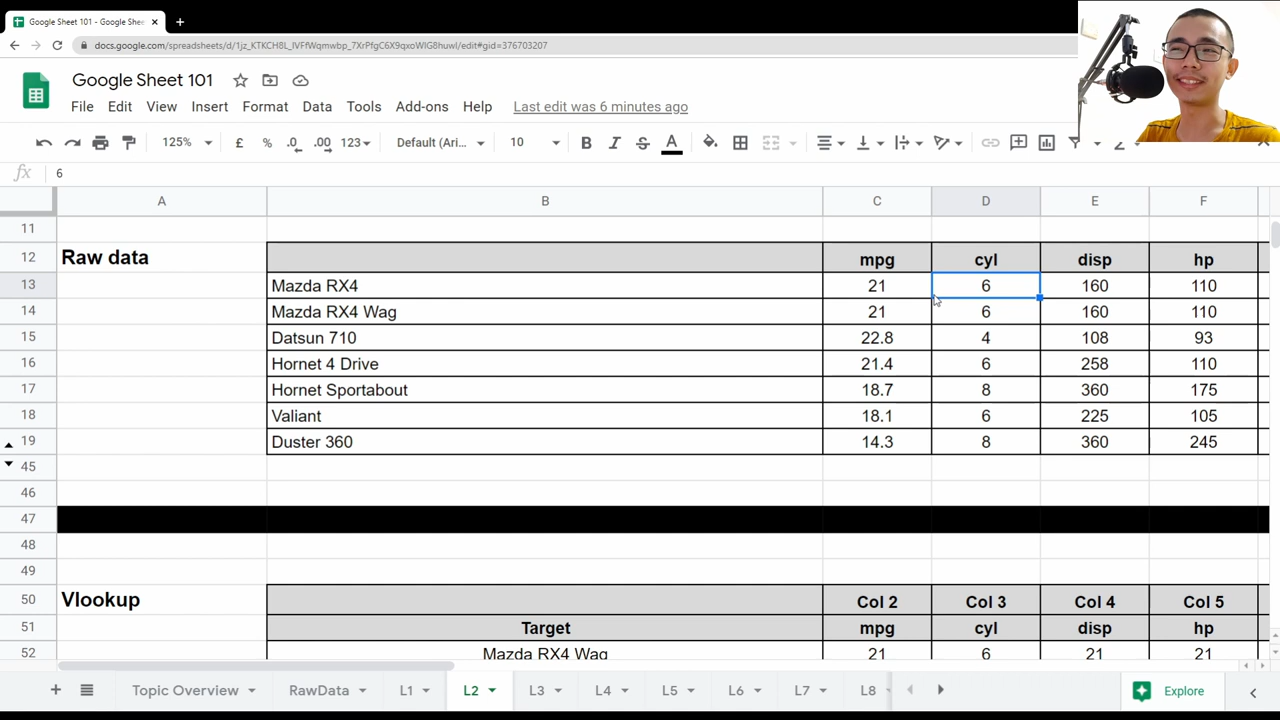 Google Sheet 101 - Google Shee
docs.google.com/spreadsheets/d/1jz_KTKCH8L_IVFfWqmwbp_7XrPfgC6X9qxoWIG8huwI/edit#gid=376703207
Google Sheet 101
File Edit View Insert Format Data Tools Add-ons Help Last edit was 6 minutes ago
125% £ % .0 .00 123 Default (Ari... 10 B I S A
fx 6
A B C D E F
11
12 Raw data mpg cyl disp hp
13 Mazda RX4 21 6 160 110
14 Mazda RX4 Wag 21 6 160 110
15 Datsun 710 22.8 4 108 93
16 Hornet 4 Drive 21.4 6 258 110
17 Hornet Sportabout 18.7 8 360 175
18 Valiant 18.1 6 225 105
19 Duster 360 14.3 8 360 245
45
46
47
48
49
50 Vlookup Col 2 Col 3 Col 4 Col 5
51 Target mpg cyl disp hp
52 Mazda RX4 Wag 21 6 21 21
Topic Overview RawData L1 L2 L3 L4 L5 L6 L7 L8 Explore